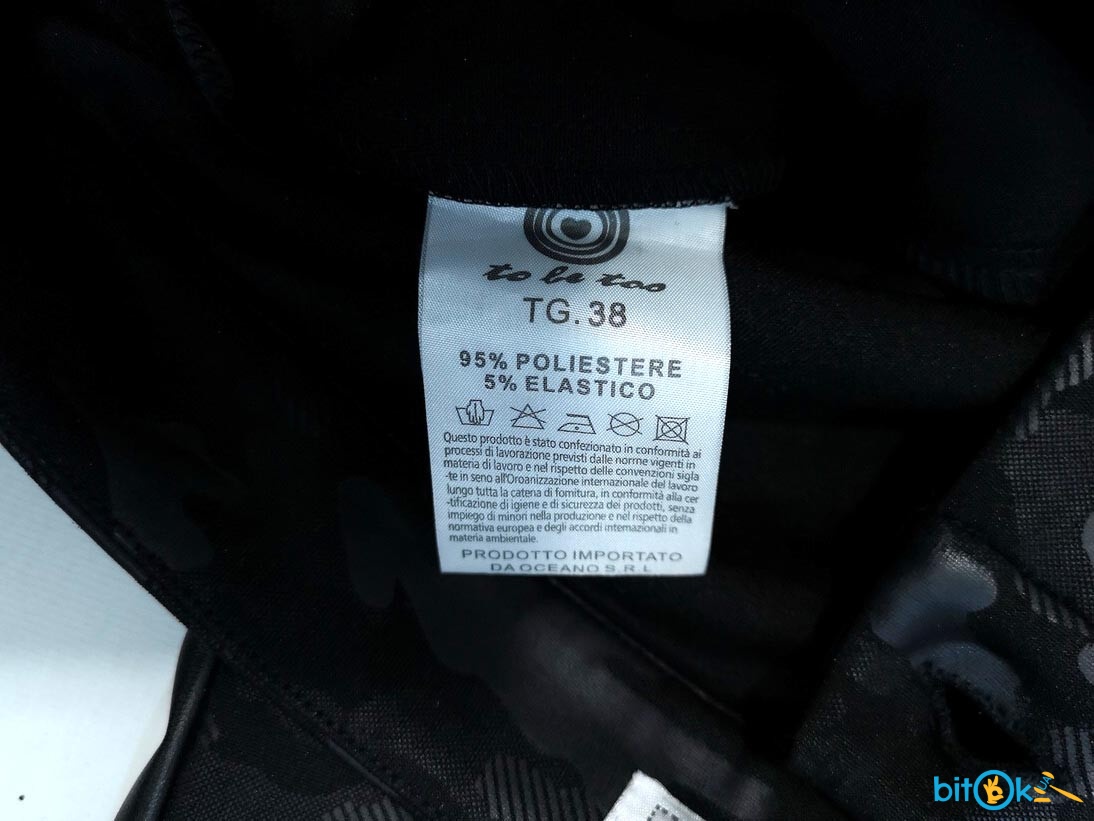 to be too
TG.38
95% POLIESTERE
5% ELASTICO
Questo prodotto è stato confezionato in conformità ai
processi di lavorazione previsti dalle norme vigenti in
materia di lavoro e nel rispetto delle convenzioni sigla
-te in seno all'Oroanizzazione internazionale del lavoro
lungo tutta la catena di fornitura, in conformità alla cer
-tificazione di igiene e di sicurezza dei prodotti, senza
impiego di minori nella produzione e nel rispetto della
normativa europea e degli accordi internazionali in
materia ambientale.
PRODOTTO IMPORTATO
DA OCEANO S.R.L
bitOk UA